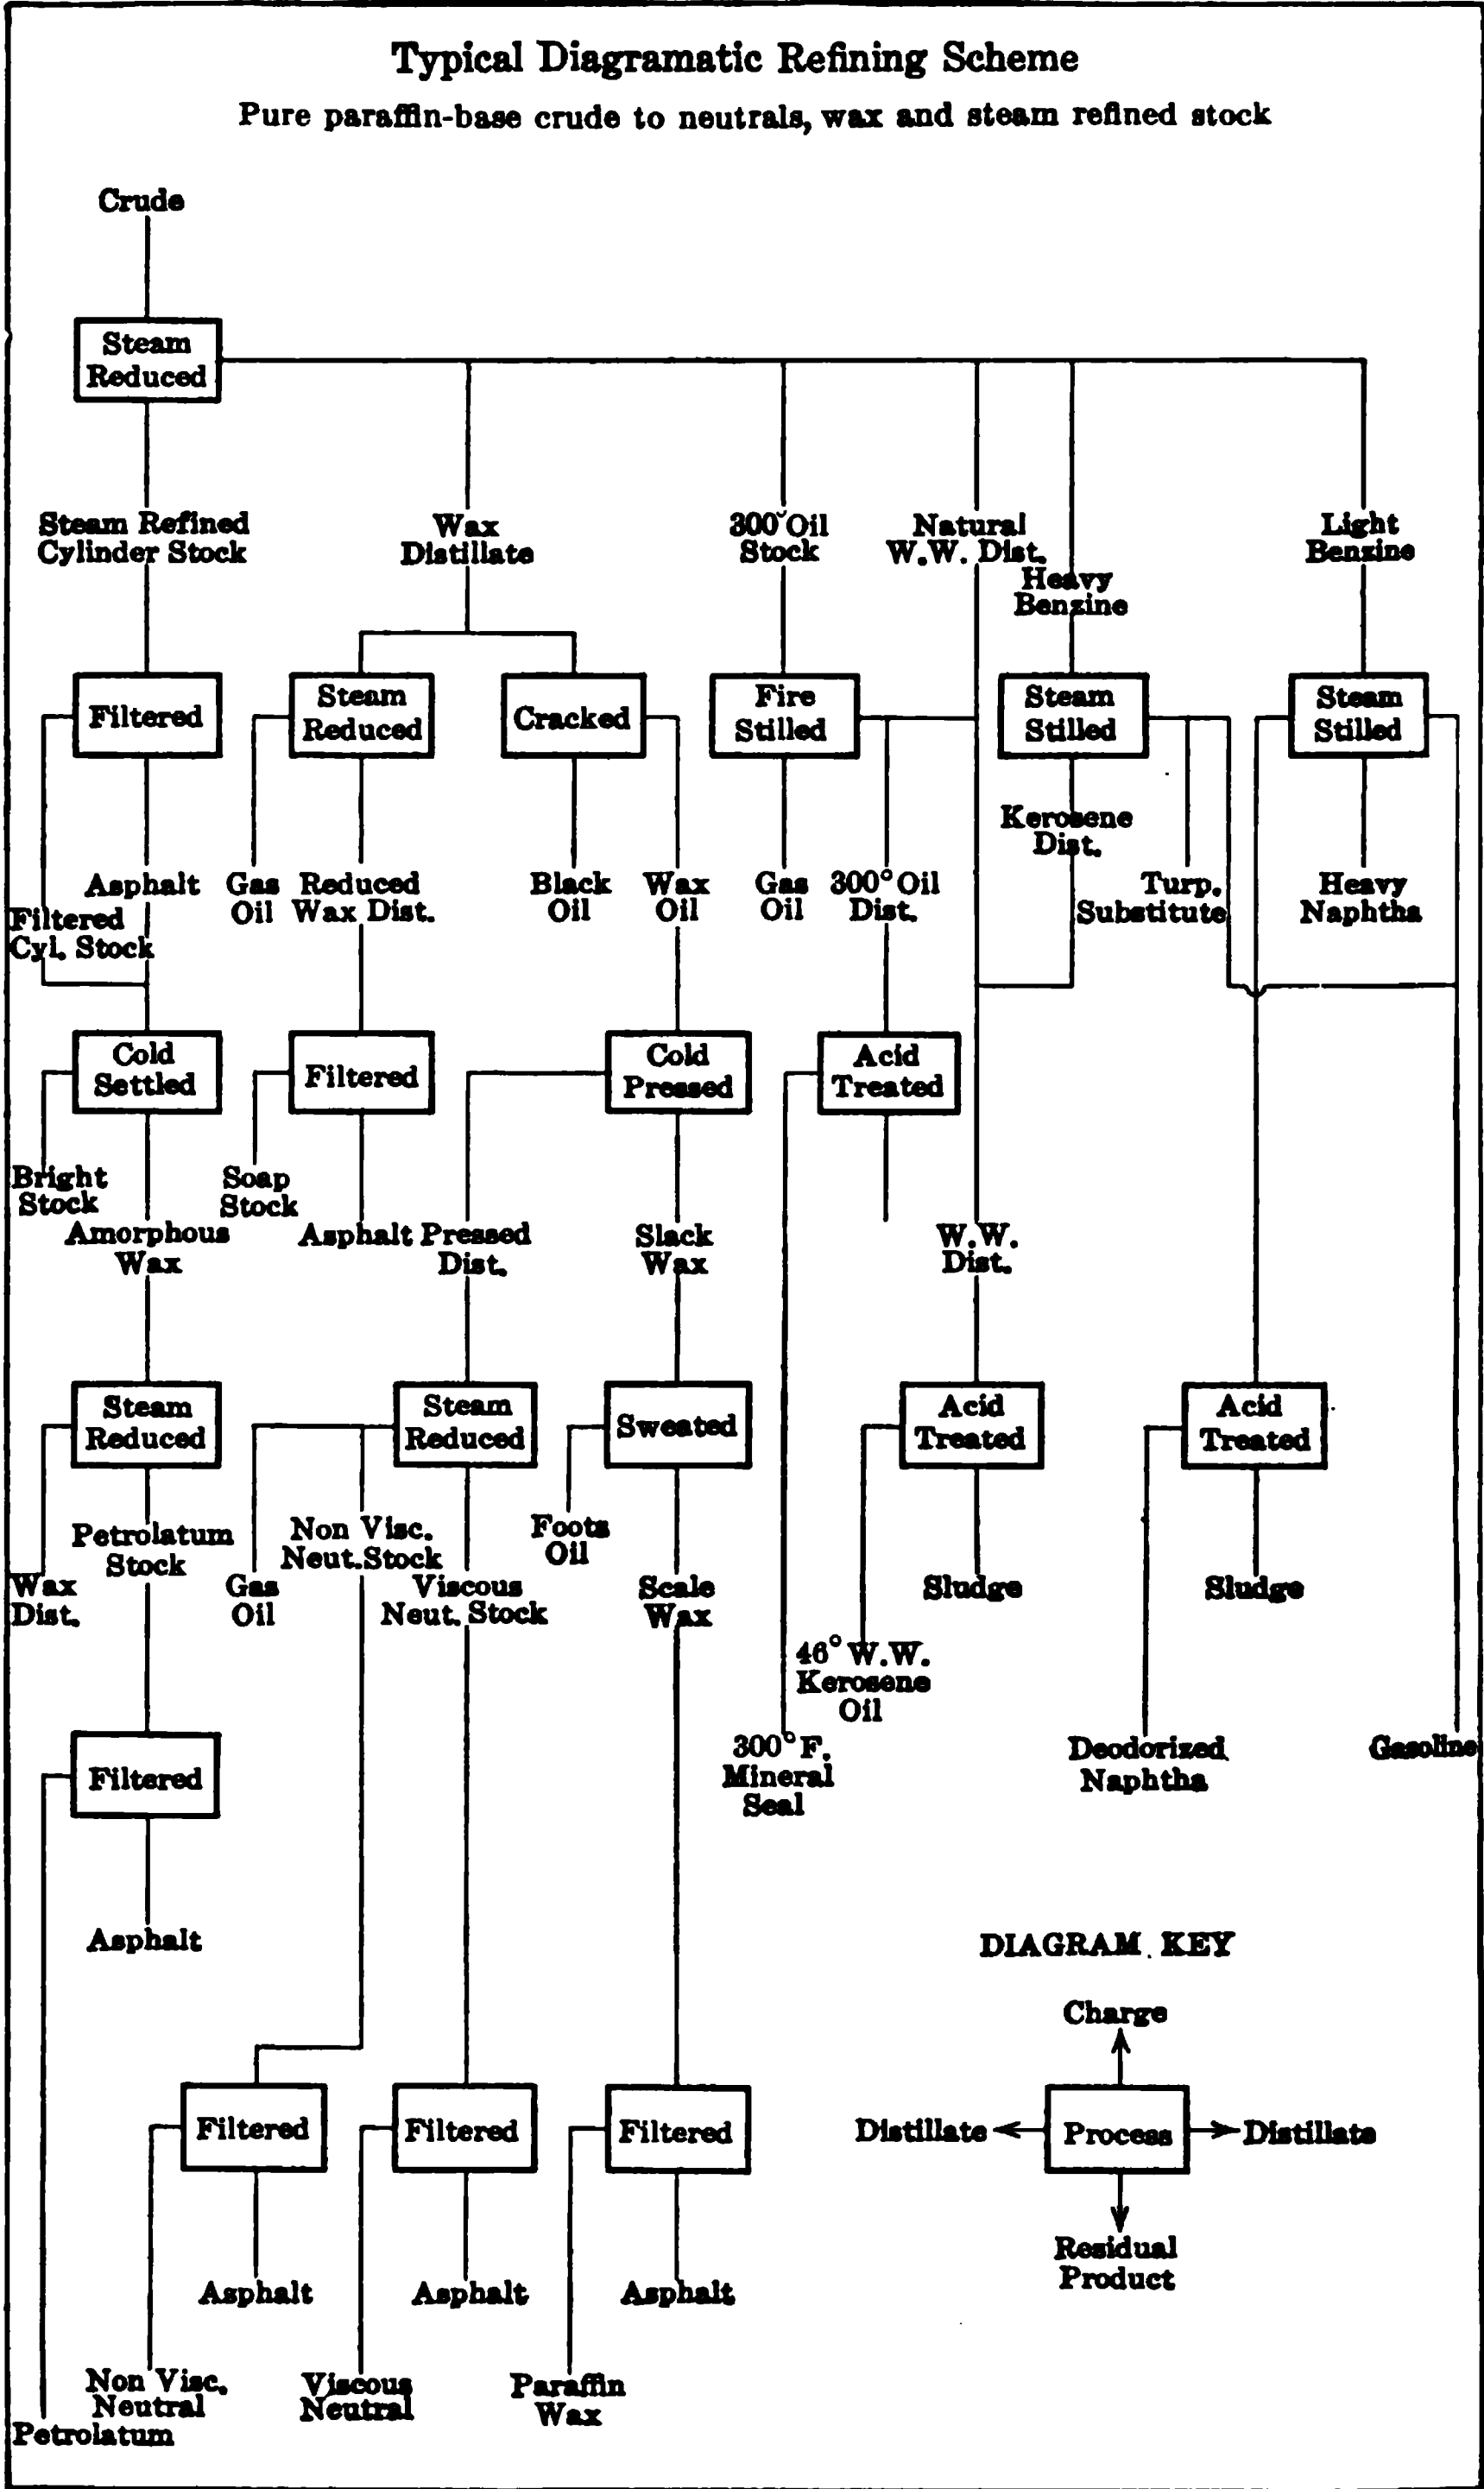 Typical Diagramatic Refining Scheme
Pure paraffin-base crude to neutrals, wax and steam refined stock
Crude
Steam
Reduced
Steam Refined
Cylinder Stock
Wax
Distillate
300° Oil
Stock
Natural
W.W. Dist.
Heavy
Benzine
Light
Benzine
Filtered
Steam
Reduced
Cracked
Fire
Stilled
Steam
Stilled
Steam
Stilled
Kerosene
Dist.
Asphalt
Gas
Oil
Reduced
Wax Dist.
Black
Oil
Wax
Oil
Gas
Oil
300° Oil
Dist.
Turp.
Substitute
Heavy
Naphtha
Filtered
Cyl. Stock
Cold
Settled
Filtered
Cold
Pressed
Acid
Treated
Bright
Stock
Soap
Stock
Amorphous
Wax
Asphalt
Pressed
Dist.
Slack
Wax
W.W.
Dist.
Steam
Reduced
Steam
Reduced
Sweated
Acid
Treated
Acid
Treated
Petrolatum
Stock
Non Visc.
Neut. Stock
Foots
Oil
Wax
Dist.
Gas
Oil
Viscous
Neut. Stock
Scale
Wax
Sludge
Sludge
46° W.W.
Kerosene
Oil
300° F.
Mineral
Seal
Deodorized
Naphtha
Gasoline
Filtered
Asphalt
DIAGRAM KEY
Charge
Distillate
Process
Distillate
Residual
Product
Filtered
Filtered
Filtered
Asphalt
Asphalt
Asphalt
Non Visc.
Neutral
Viscous
Neutral
Paraffin
Wax
Petrolatum